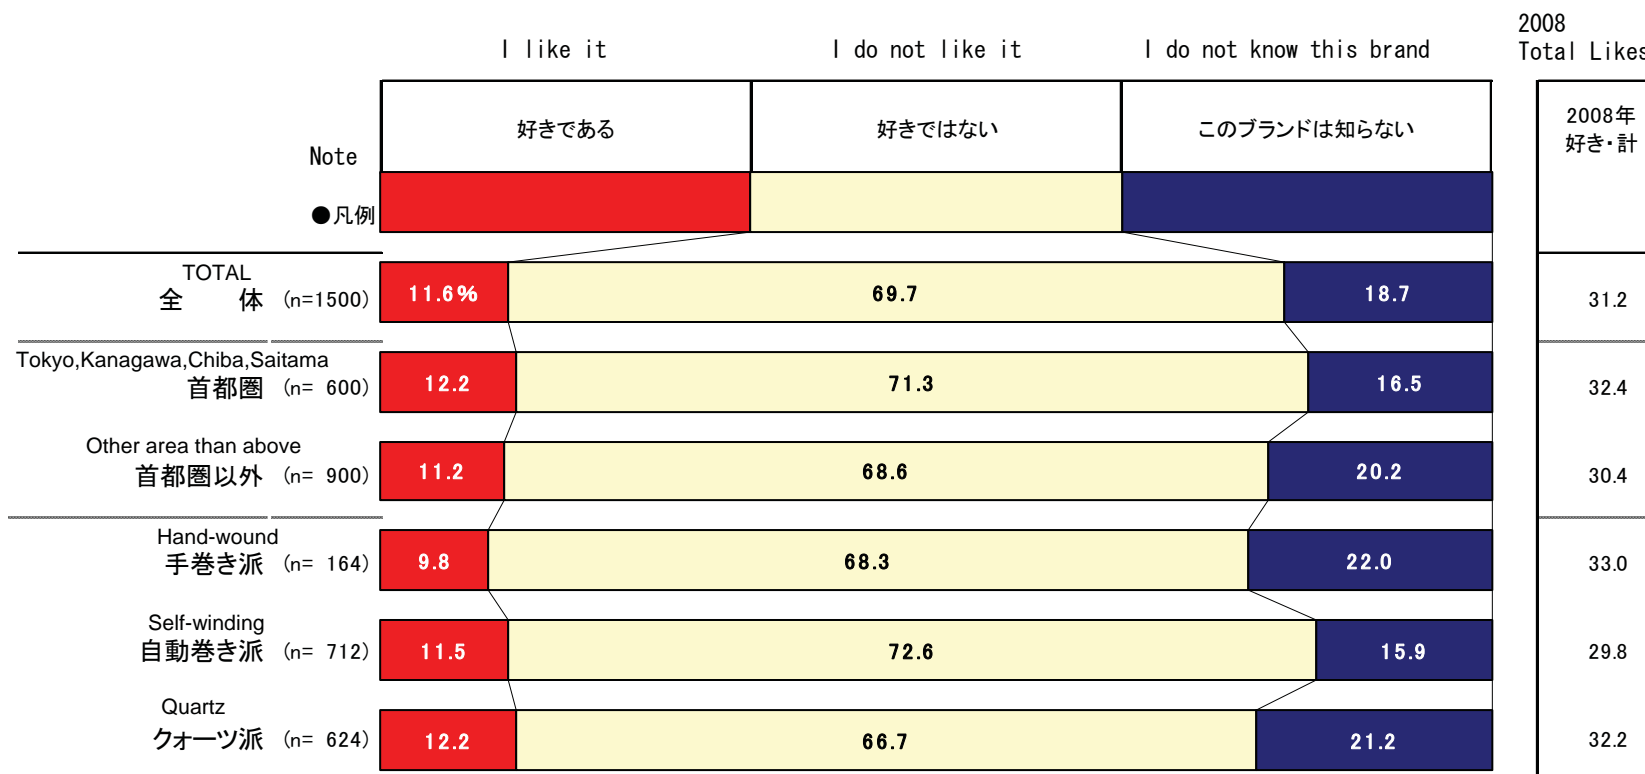 2008
I like it I do not like it I do not know this brand Total Likes
好きである 好きではない このブランドは知らない 2008年
好き・計
Note
●凡例
TOTAL
全 体 (n=1500) 11.6% 69.7 18.7 31.2
Tokyo,Kanagawa,Chiba,Saitama
首都圏 (n= 600) 12.2 71.3 16.5 32.4
Other area than above
首都圏以外 (n= 900) 11.2 68.6 20.2 30.4
Hand-wound
手巻き派 (n= 164) 9.8 68.3 22.0 33.0
Self-winding
自動巻き派 (n= 712) 11.5 72.6 15.9 29.8
Quartz
クォーツ派 (n= 624) 12.2 66.7 21.2 32.2